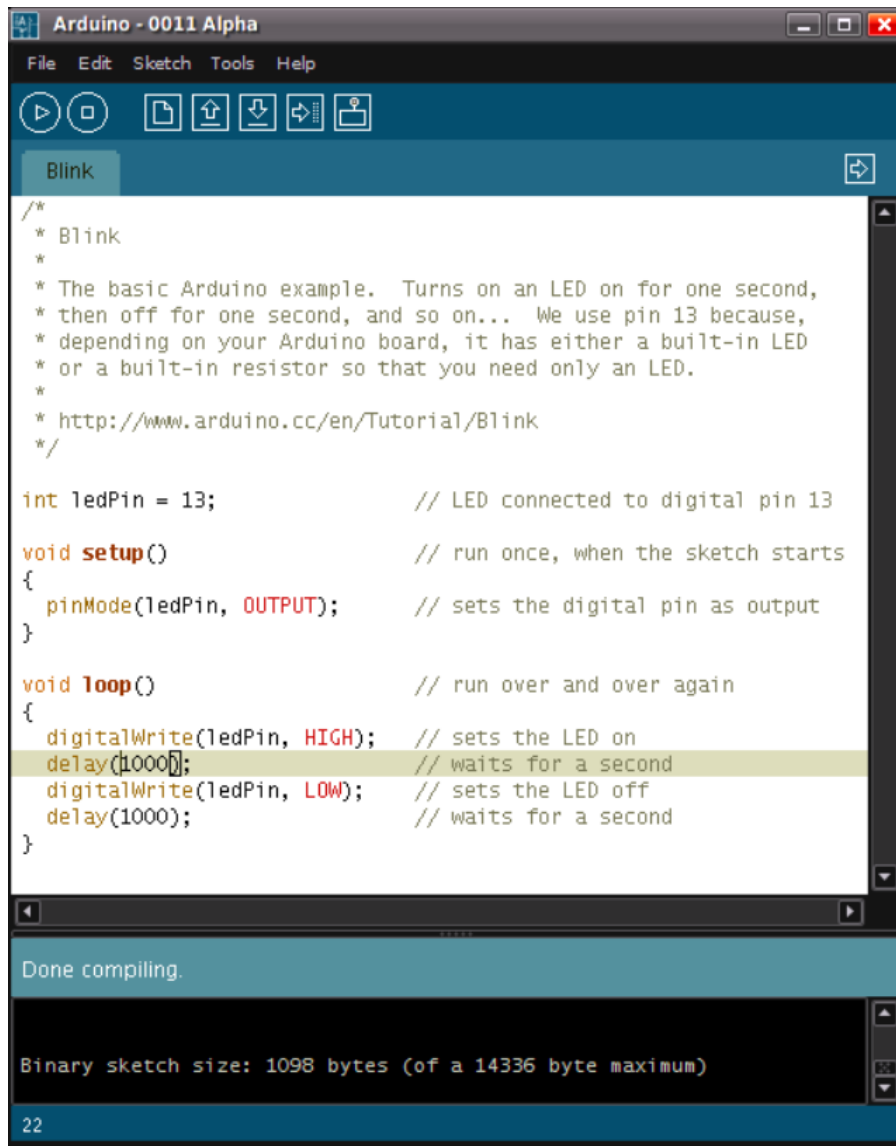 Arduino - 0011 Alpha
File Edit Sketch Tools Help
Blink
/*
 * Blink
 *
 * The basic Arduino example.  Turns on an LED on for one second,
 * then off for one second, and so on...  We use pin 13 because,
 * depending on your Arduino board, it has either a built-in LED
 * or a built-in resistor so that you need only an LED.
 *
 * http://www.arduino.cc/en/Tutorial/Blink
 */
int ledPin = 13;                // LED connected to digital pin 13
void setup()                    // run once, when the sketch starts
{
  pinMode(ledPin, OUTPUT);      // sets the digital pin as output
}
void loop()                     // run over and over again
{
  digitalWrite(ledPin, HIGH);   // sets the LED on
  delay(1000);                  // waits for a second
  digitalWrite(ledPin, LOW);    // sets the LED off
  delay(1000);                  // waits for a second
}
Done compiling.
Binary sketch size: 1098 bytes (of a 14336 byte maximum)
22